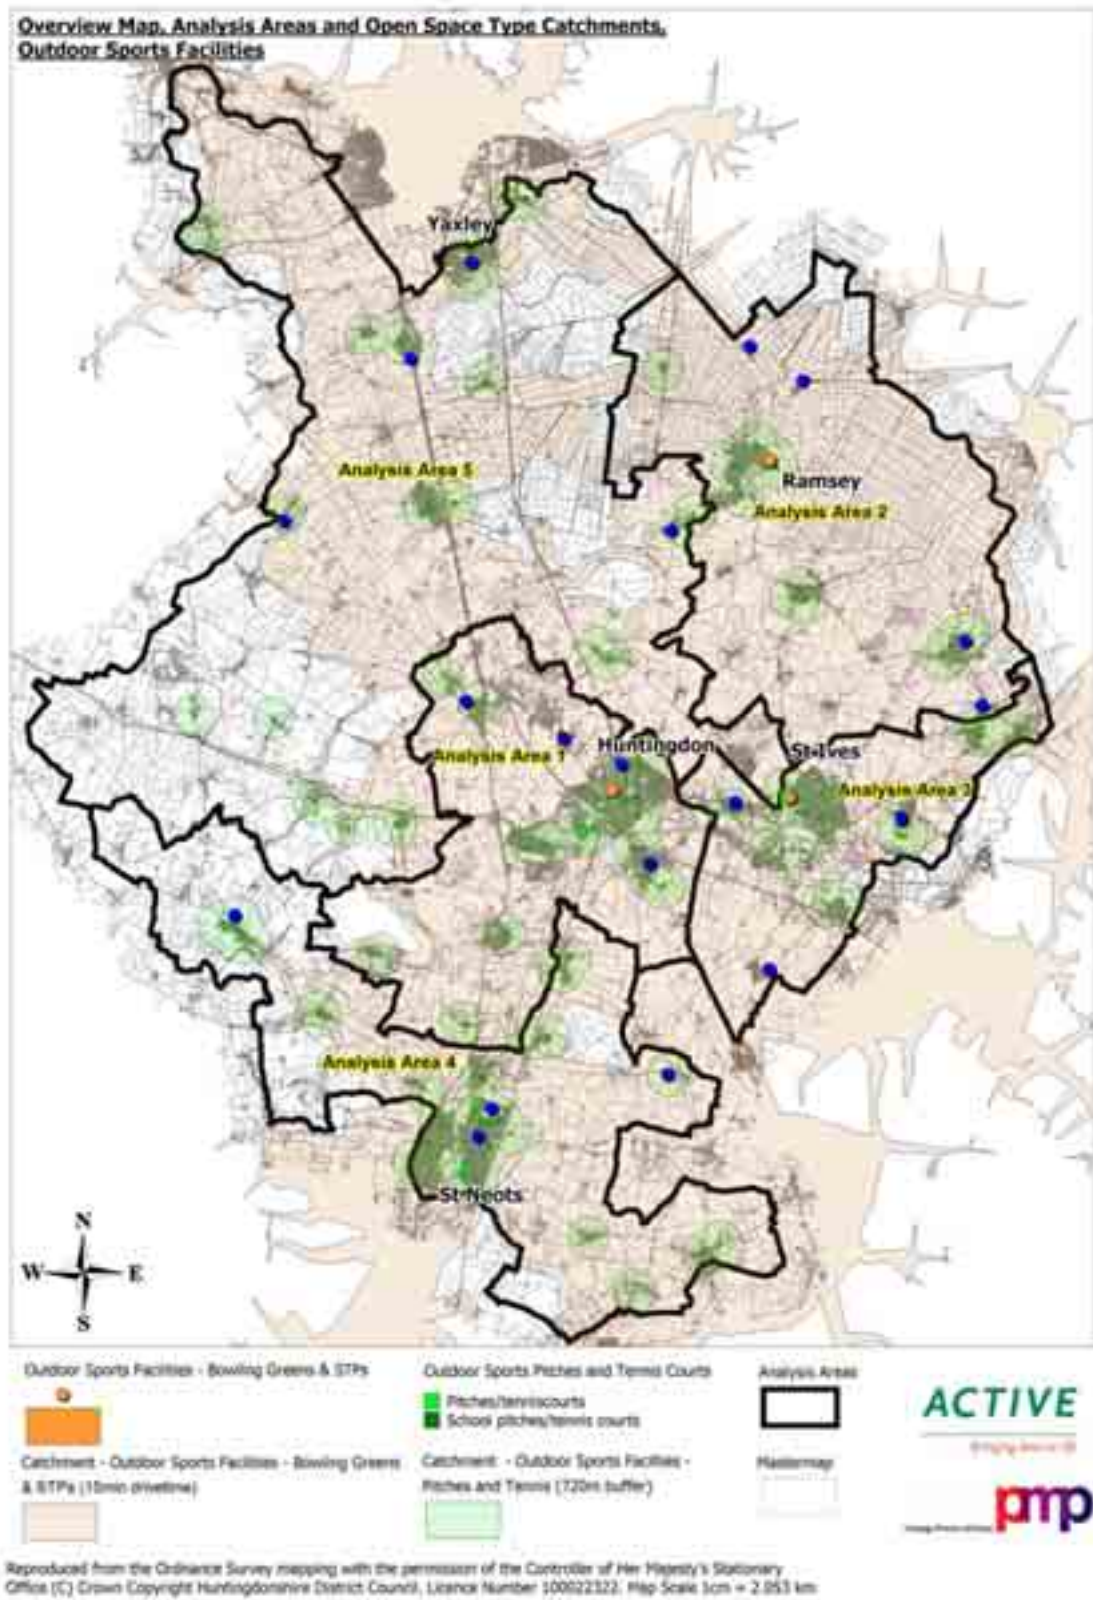 Overview Map, Analysis Areas and Open Space Type Catchments,
Outdoor Sports Facilities
Yaxley
Analysis Area 5
Ramsey
Analysis Area 2
Huntingdon
St Ives
Analysis Area 1
Analysis Area 3
Analysis Area 4
St Neots
N
W E
S
Outdoor Sports Facilities - Bowling Greens & STPs
Catchment - Outdoor Sports Facilities - Bowling Greens
& STPs (10min drivetime)
Outdoor Sports Pitches and Tennis Courts
Pitches/tenniscourts
School pitches/tennis courts
Catchment - Outdoor Sports Facilities -
Pitches and Tennis (720m buffer)
Analysis Areas
Mastermap
ACTIVE
pmp
Reproduced from the Ordnance Survey mapping with the permission of the Controller of Her Majesty's Stationary
Office (C) Crown Copyright Huntingdonshire District Council, Licence Number 100022322. Map Scale 1cm = 2.053 km